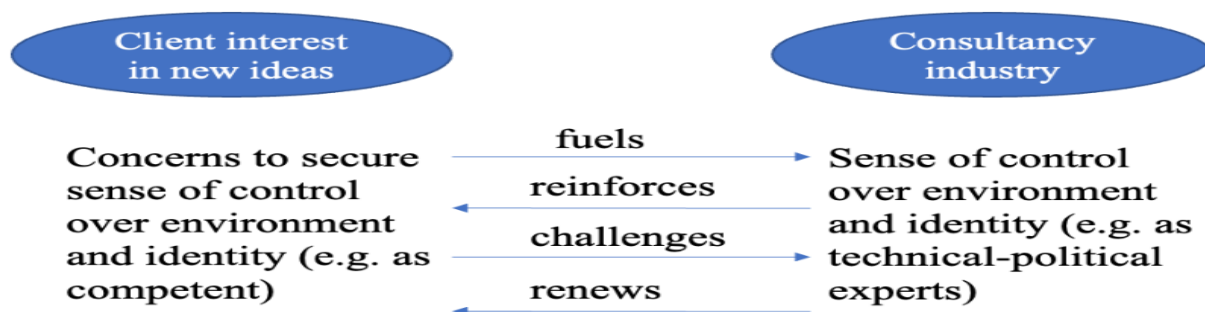 Client interest
in new ideas
Consultancy
industry
Concerns to secure
sense of control
over environment
and identity (e.g. as
competent)
fuels
reinforces
challenges
renews
Sense of control
over environment
and identity (e.g. as
technical-political
experts)